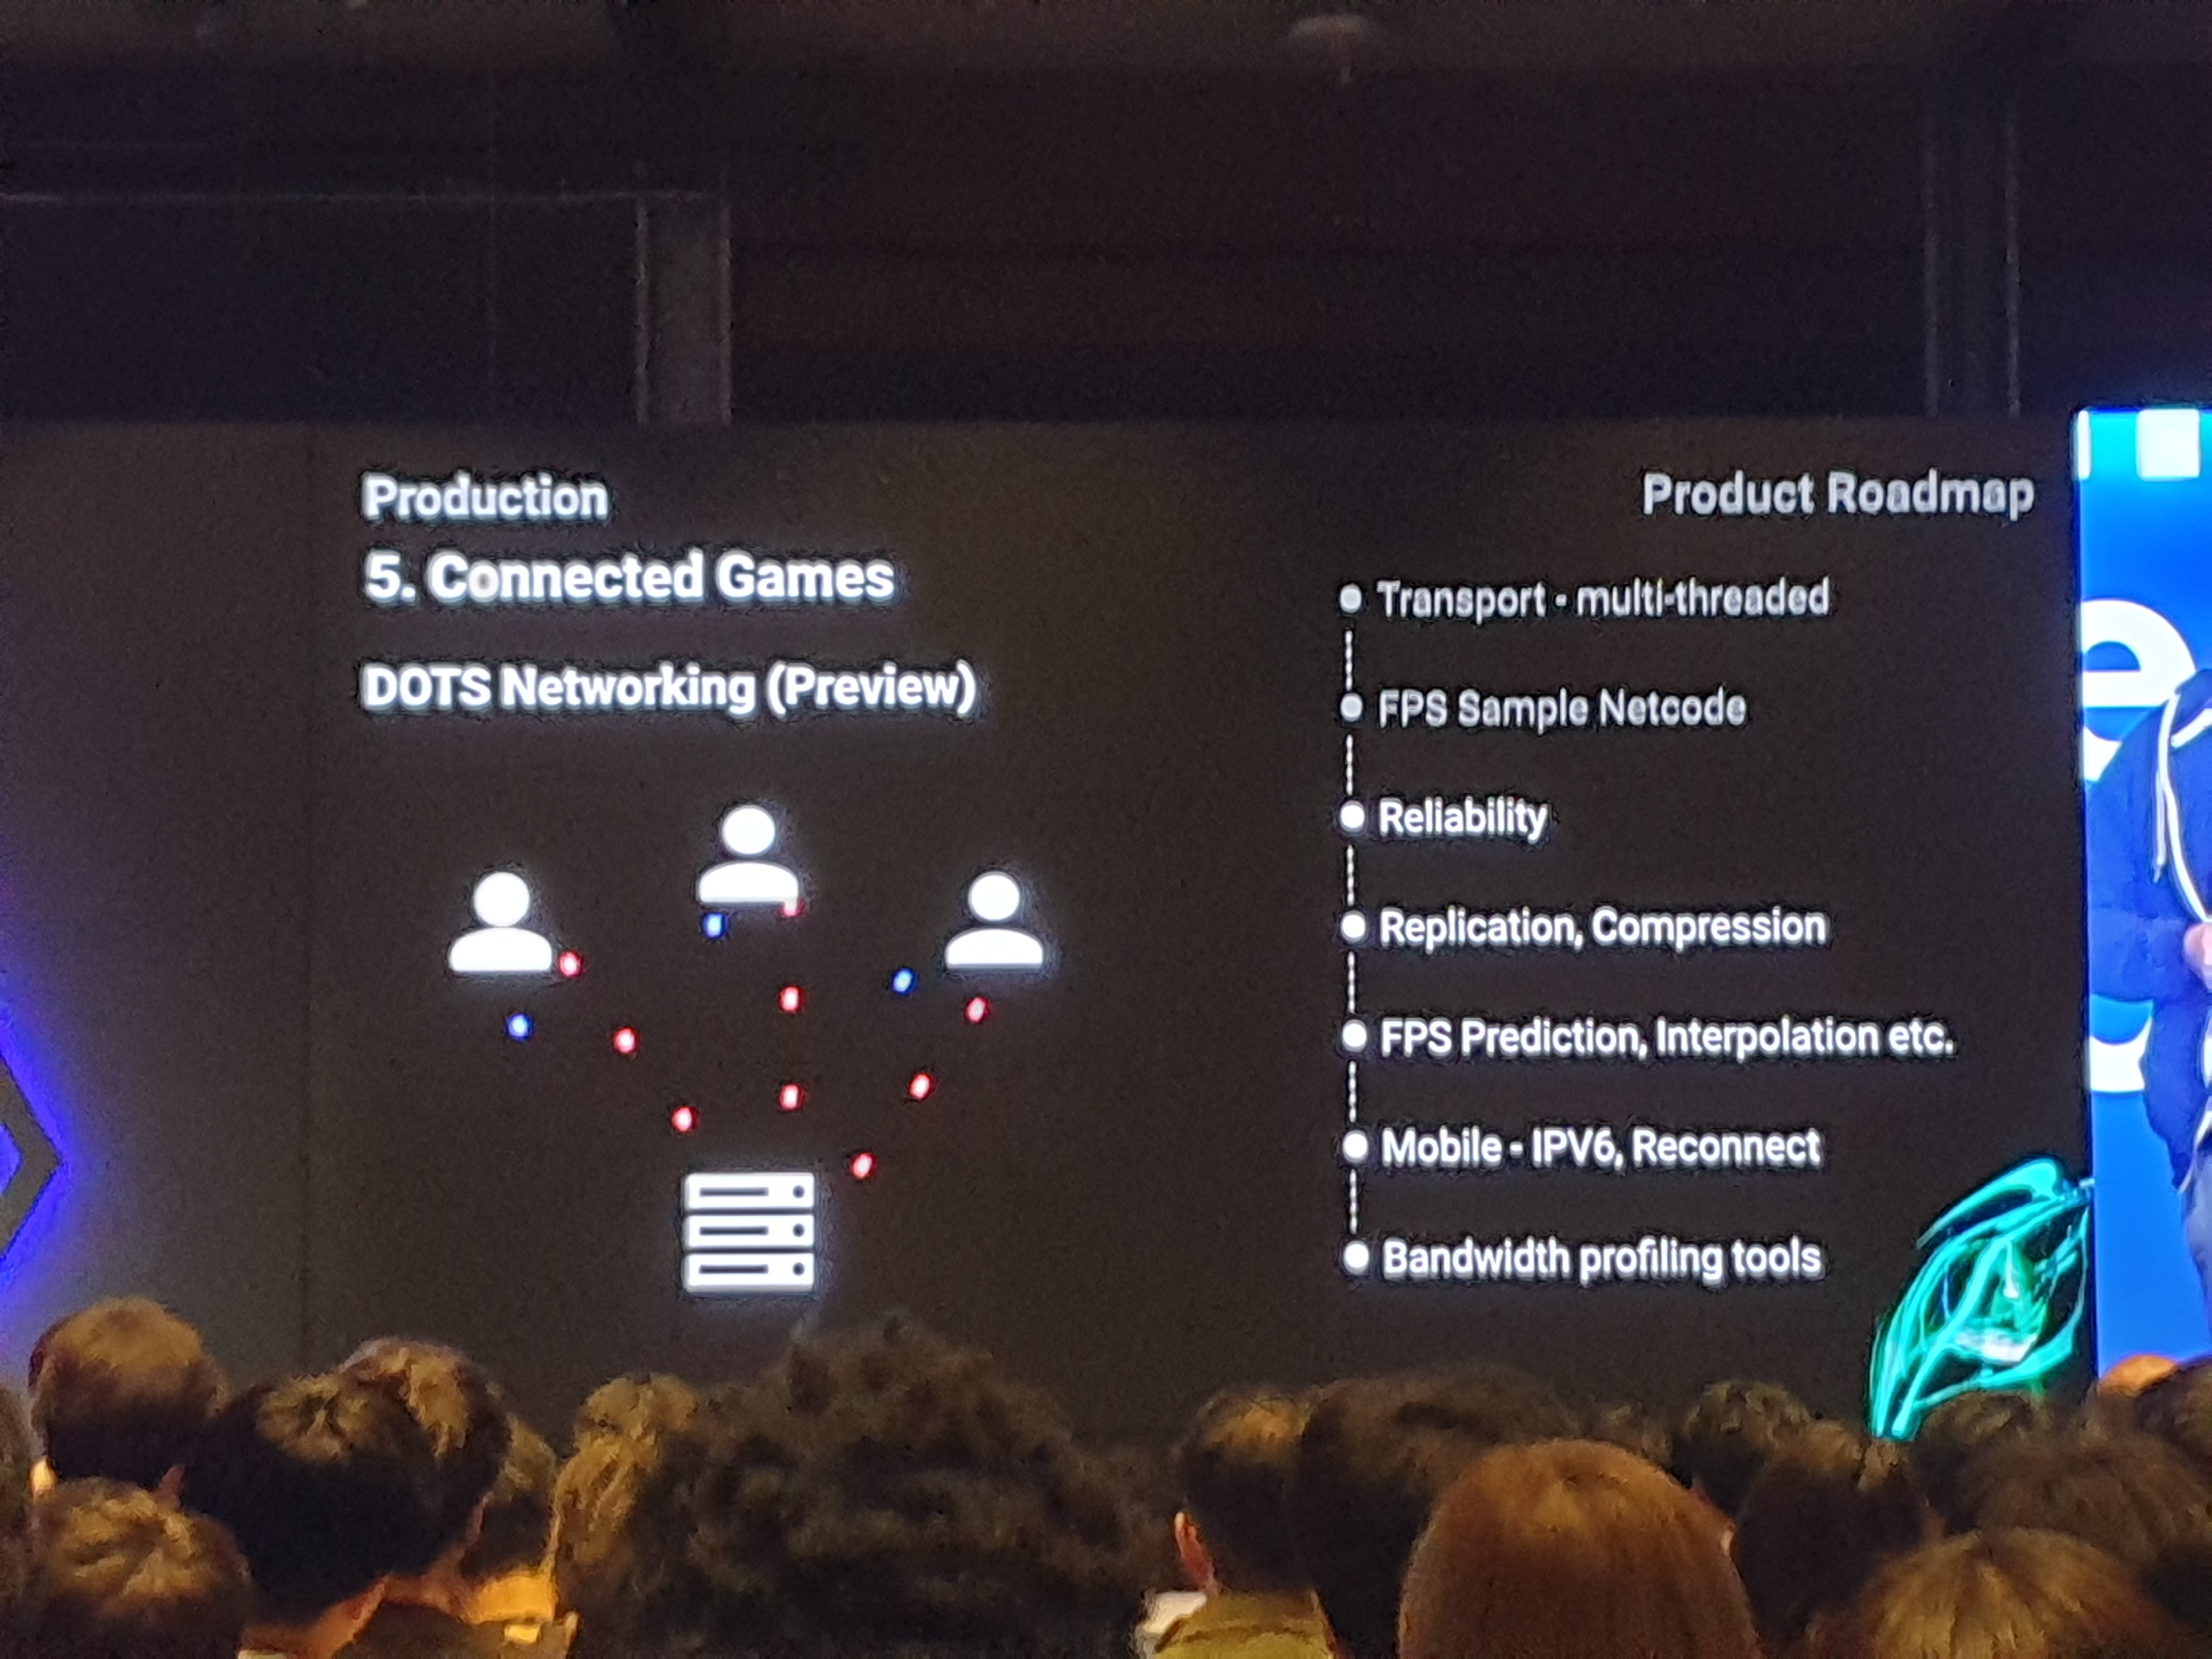 Production
Product Roadmap
5. Connected Games
DOTS Networking (Preview)
Transport - multi-threaded
FPS Sample Netcode
Reliability
Replication, Compression
FPS Prediction, Interpolation etc.
Mobile - IPV6, Reconnect
Bandwidth profiling tools
e